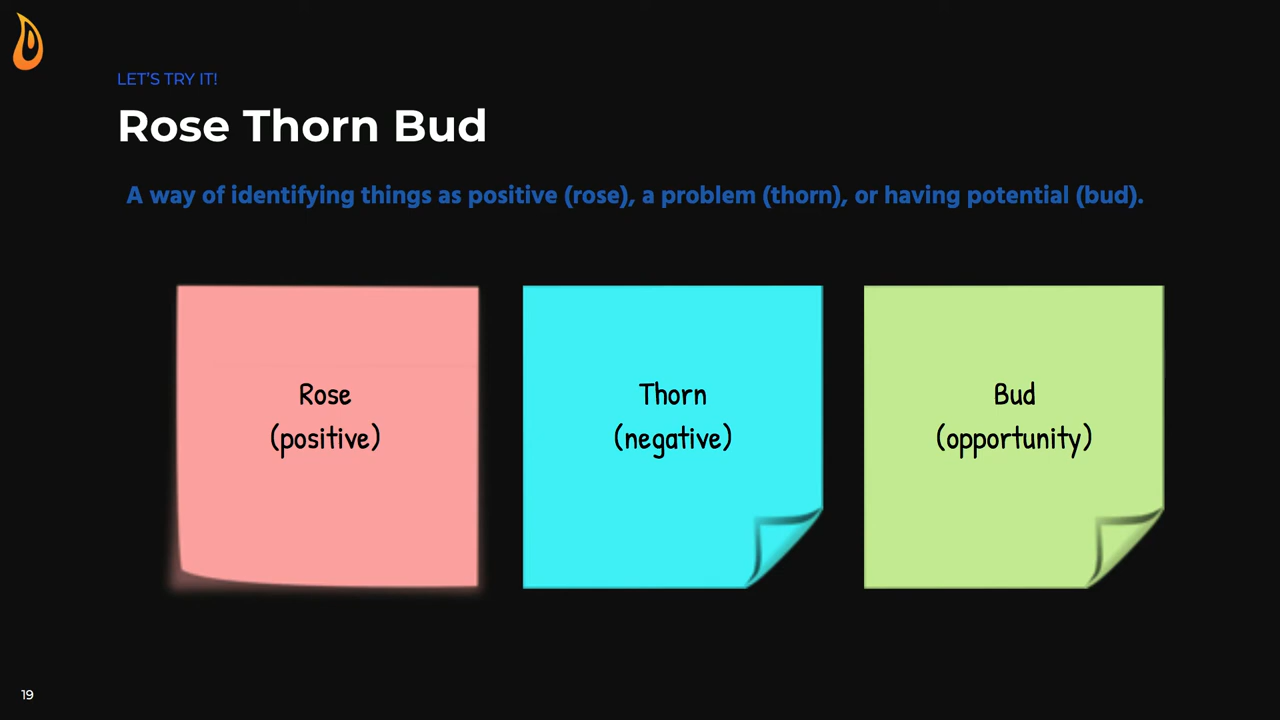 LET'S TRY IT!
Rose Thorn Bud
A way of identifying things as positive (rose), a problem (thorn), or having potential (bud).
Rose
(positive)
Thorn
(negative)
Bud
(opportunity)
19